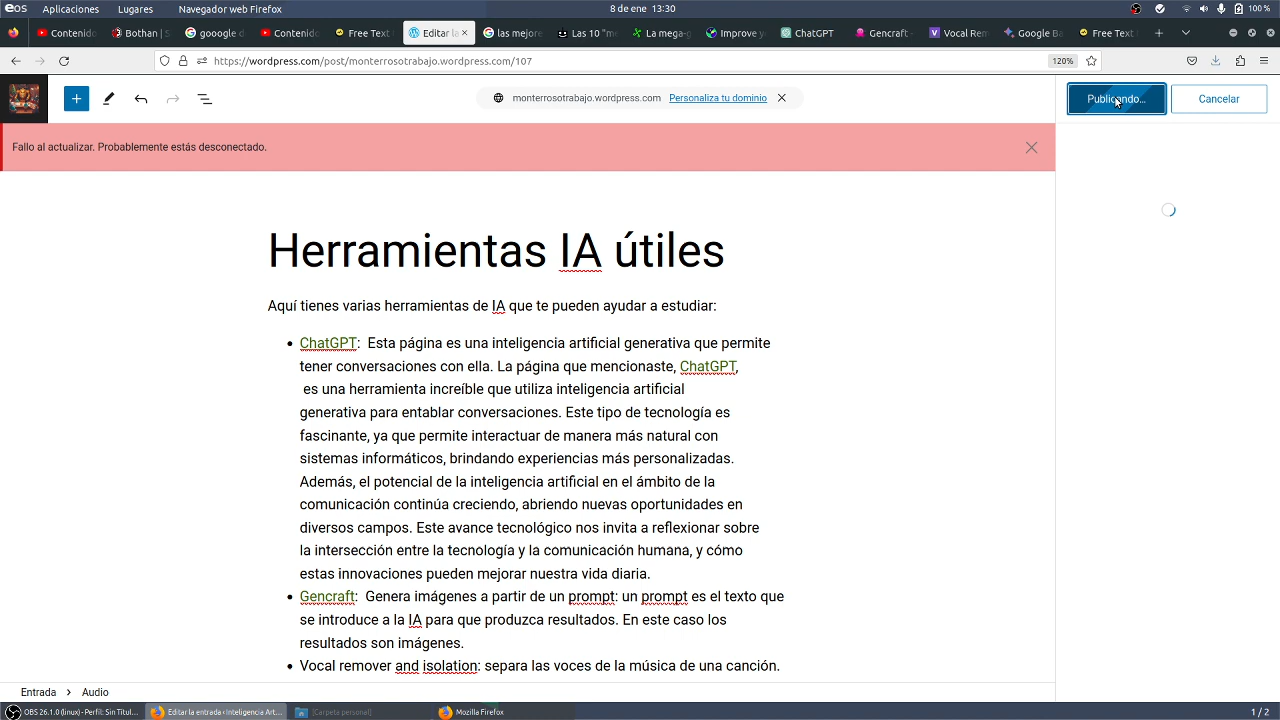 eos Aplicaciones Lugares Navegador web Firefox 8 de ene 13:30 100 %
Contenido Bothan | S gooogle d Contenido Free Text Editar la las mejore Las 10 "me La mega-g Improve y ChatGPT Gencraft - Vocal Rem Google Ba Free Text
https://wordpress.com/post/monterrosotrabajo.wordpress.com/107 120%
monterrosotrabajo.wordpress.com Personaliza tu dominio
Publicando... Cancelar
Fallo al actualizar. Probablemente estás desconectado.
Herramientas IA útiles
Aquí tienes varias herramientas de IA que te pueden ayudar a estudiar:
ChatGPT: Esta página es una inteligencia artificial generativa que permite
tener conversaciones con ella. La página que mencionaste, ChatGPT,
es una herramienta increíble que utiliza inteligencia artificial
generativa para entablar conversaciones. Este tipo de tecnología es
fascinante, ya que permite interactuar de manera más natural con
sistemas informáticos, brindando experiencias más personalizadas.
Además, el potencial de la inteligencia artificial en el ámbito de la
comunicación continúa creciendo, abriendo nuevas oportunidades en
diversos campos. Este avance tecnológico nos invita a reflexionar sobre
la intersección entre la tecnología y la comunicación humana, y cómo
estas innovaciones pueden mejorar nuestra vida diaria.
Gencraft: Genera imágenes a partir de un prompt: un prompt es el texto que
se introduce a la IA para que produzca resultados. En este caso los
resultados son imágenes.
Vocal remover and isolation: separa las voces de la música de una canción.
Entrada Audio
OBS 26.1.0 (linux) - Perfil: Sin Titul... Editar la entrada ‹ Inteligencia Art... [Carpeta personal] Mozilla Firefox 1 / 2